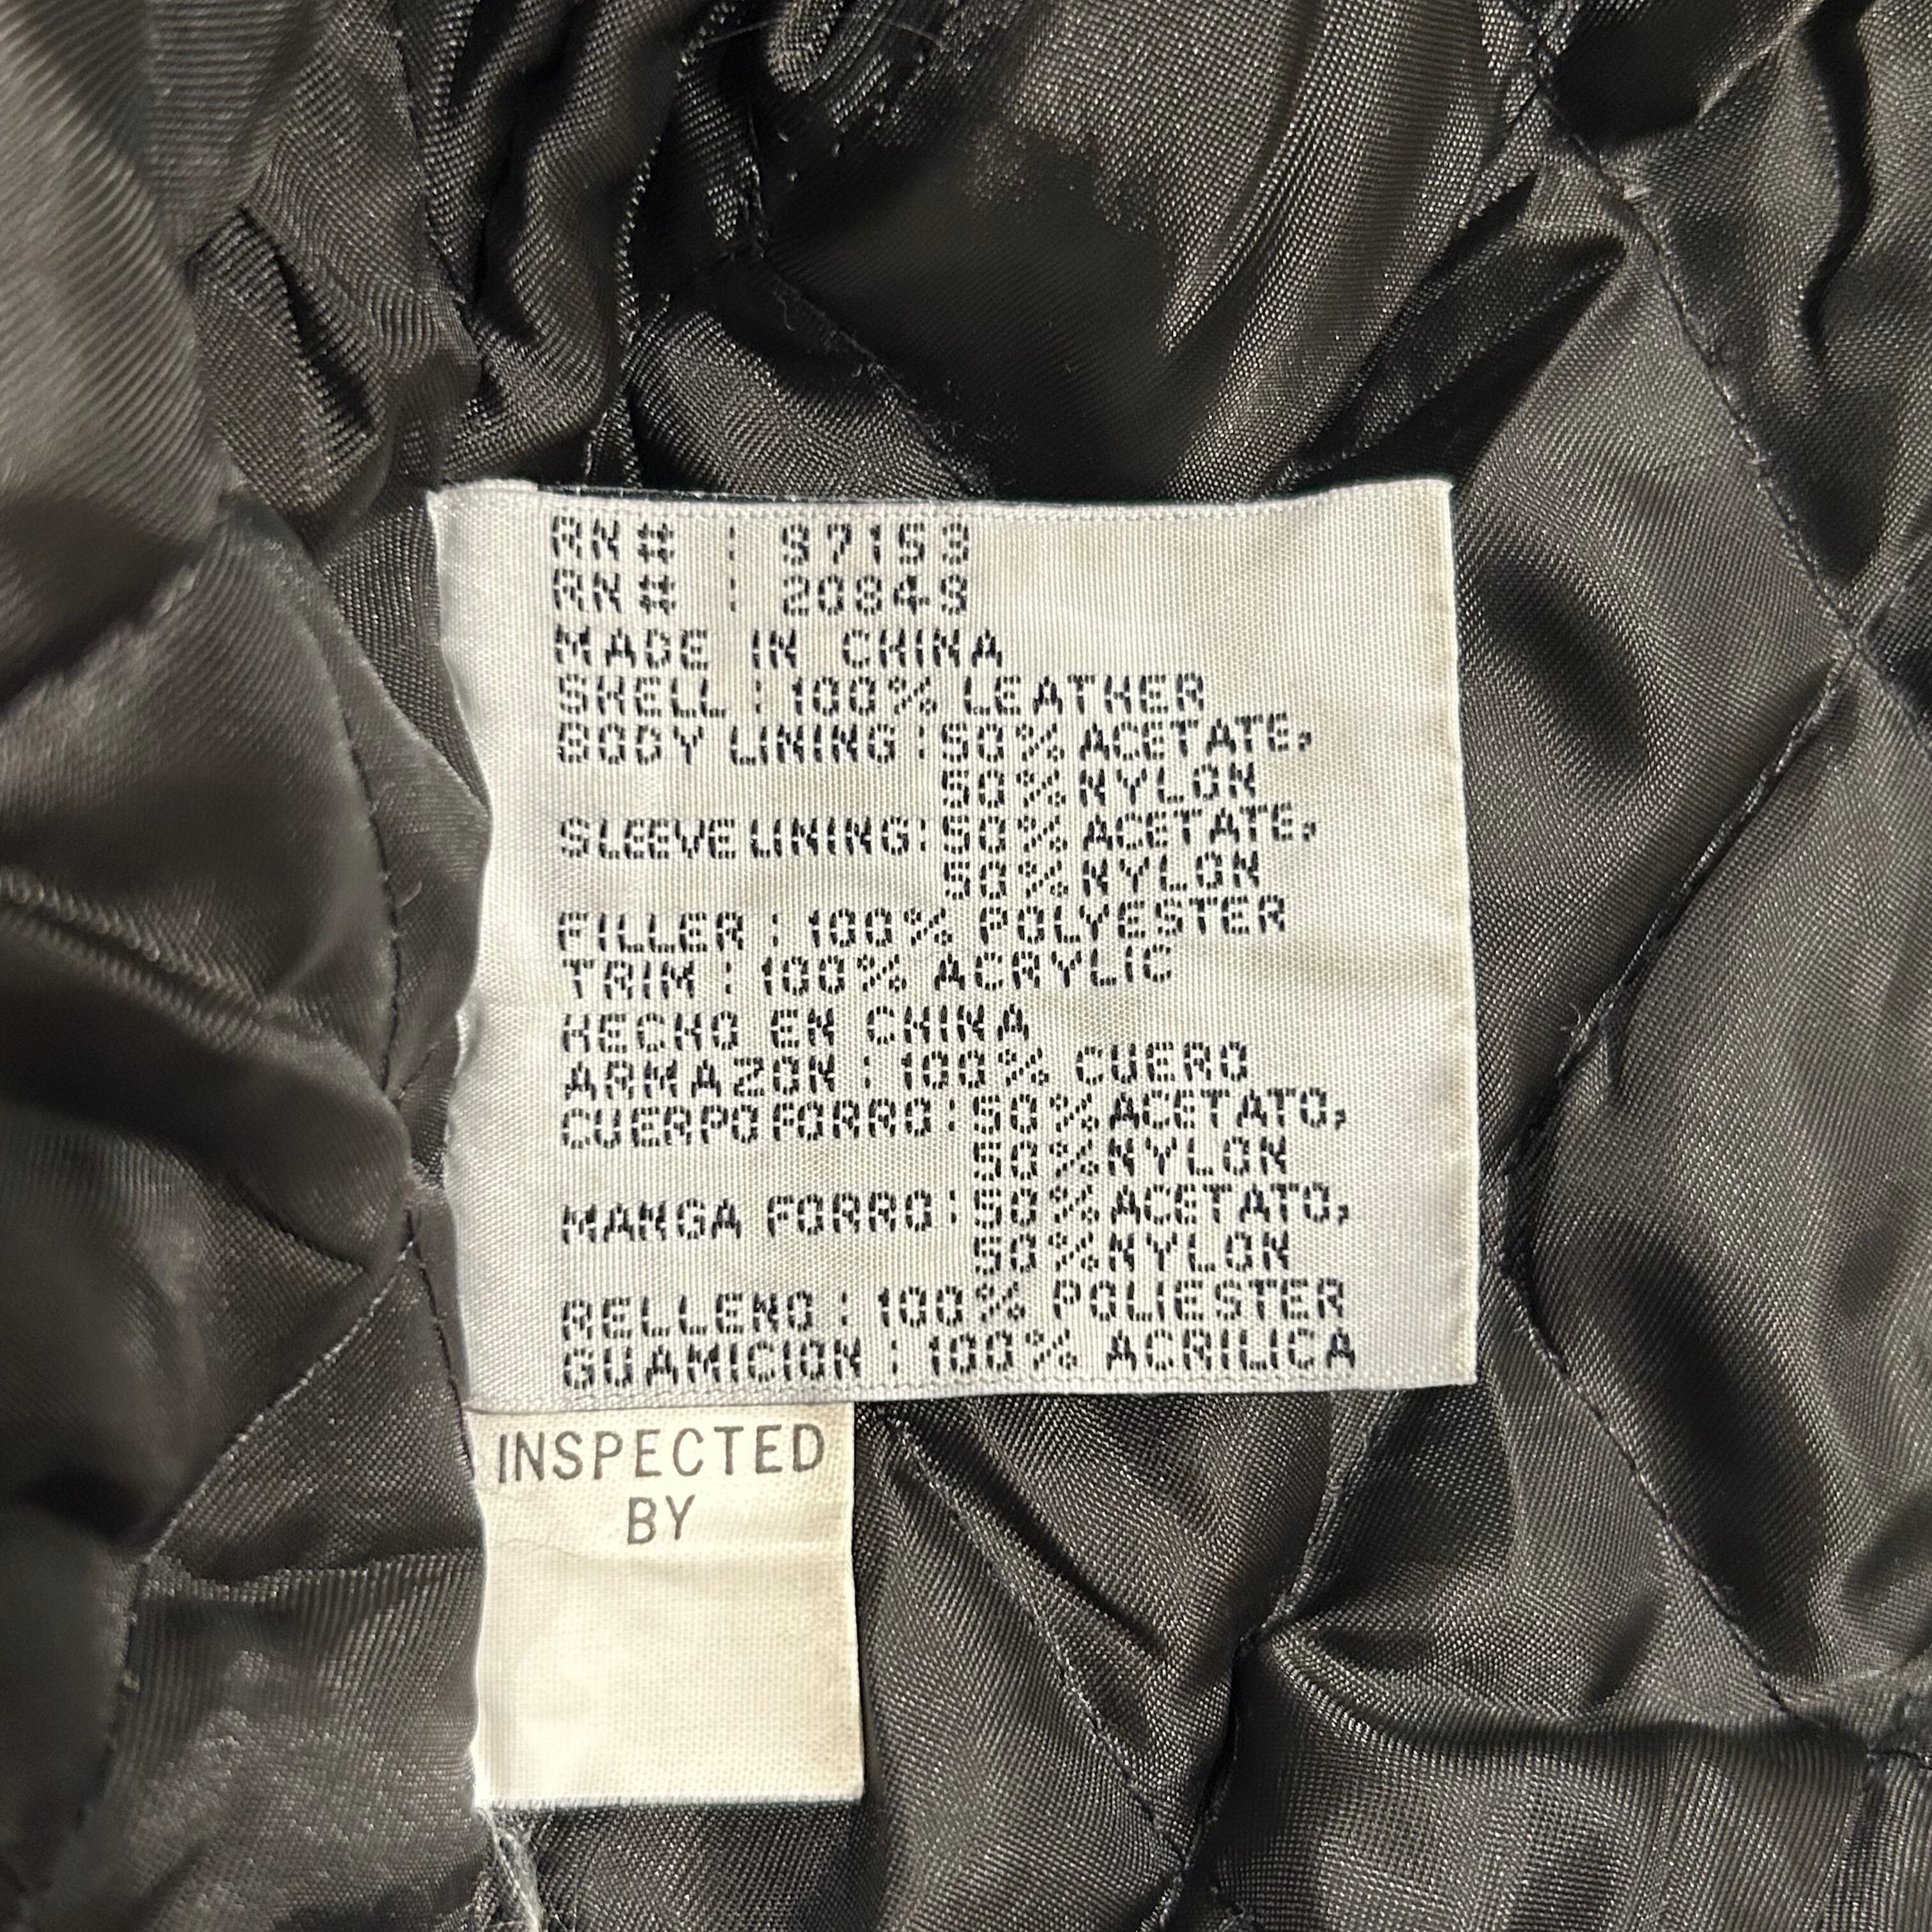 RN# : 97153
RN# : 20949
MADE IN CHINA
SHELL : 100% LEATHER
BODY LINING : 50% ACETATE,
50% NYLON
SLEEVE LINING : 50% ACETATE,
50% NYLON
FILLER : 100% POLYESTER
TRIM : 100% ACRYLIC
HECHO EN CHINA
ARMAZON : 100% CUERO
CUERPO FORRO : 50% ACETATO,
50% NYLON
MANGA FORRO : 50% ACETATO,
50% NYLON
RELLENO : 100% POLIESTER
GUAMICION : 100% ACRILICA
INSPECTED
BY